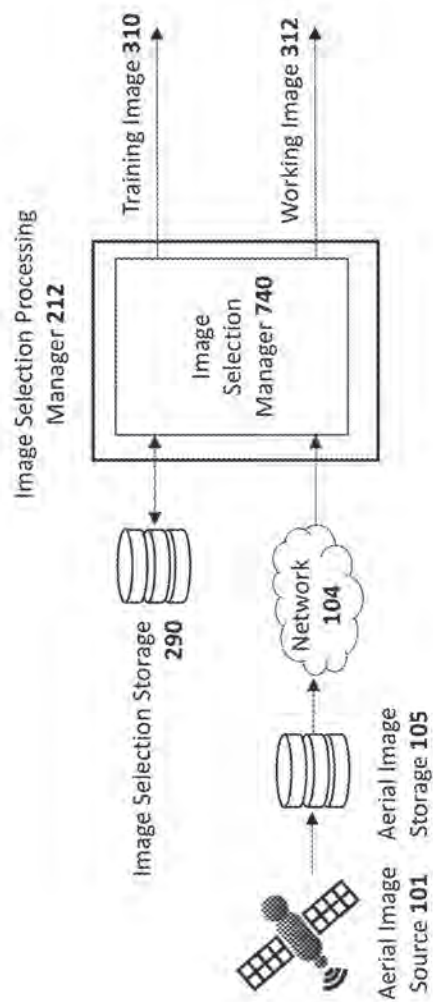 Image Selection Processing
Manager 212
Training Image 310
Working Image 312
Image
Selection
Manager 740
Image Selection Storage
290
Network
104
Aerial Image
Storage 105
Aerial Image
Source 101